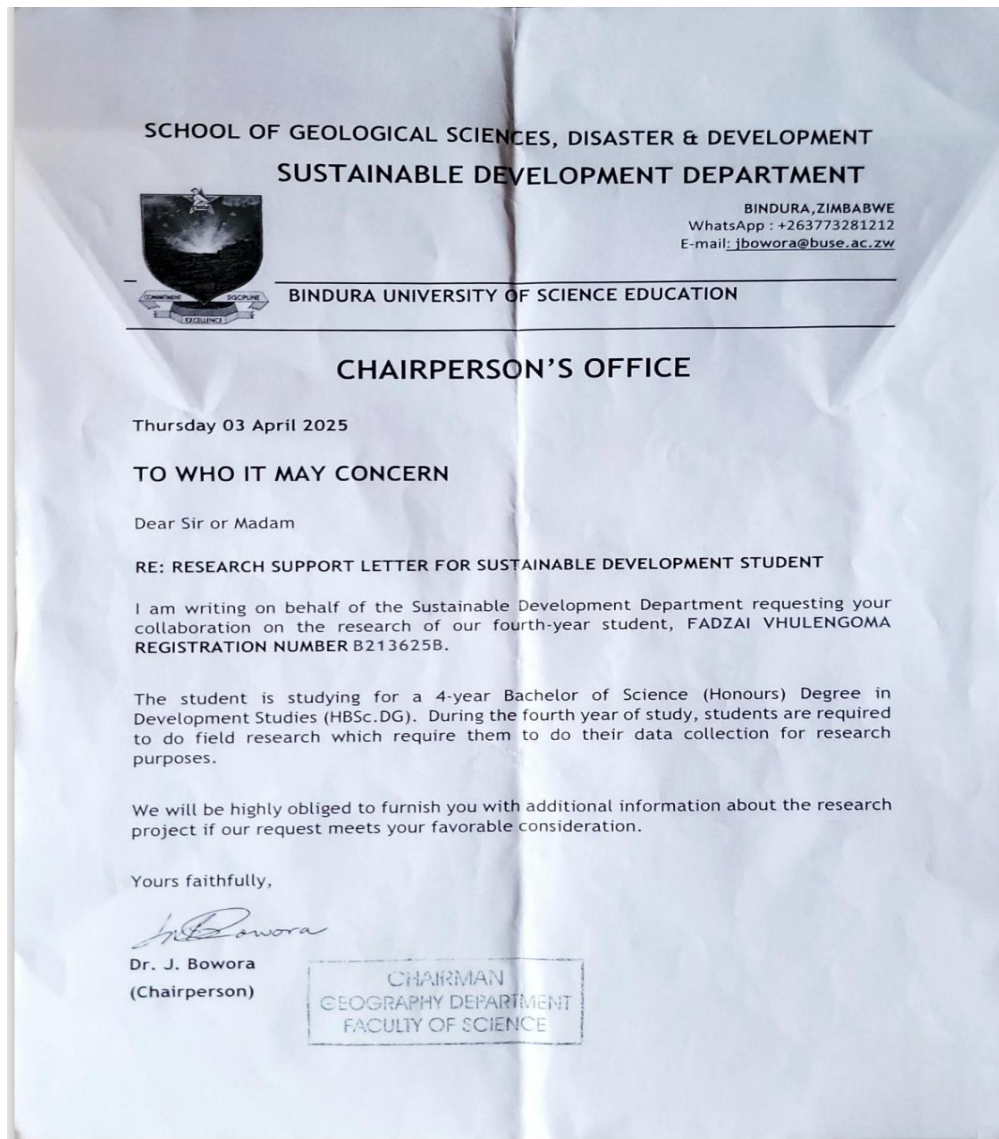 SCHOOL OF GEOLOGICAL SCIENCES, DISASTER & DEVELOPMENT
SUSTAINABLE DEVELOPMENT DEPARTMENT
BINDURA,ZIMBABWE
WhatsApp : +263773281212
E-mail: jbowora@buse.ac.zw
COMMITMENT DISCIPLINE
EXCELLENCE
BINDURA UNIVERSITY OF SCIENCE EDUCATION
CHAIRPERSON'S OFFICE
Thursday 03 April 2025
TO WHO IT MAY CONCERN
Dear Sir or Madam
RE: RESEARCH SUPPORT LETTER FOR SUSTAINABLE DEVELOPMENT STUDENT
I am writing on behalf of the Sustainable Development Department requesting your
collaboration on the research of our fourth-year student, FADZAI VHULENGOMA
REGISTRATION NUMBER B213625B.
The student is studying for a 4-year Bachelor of Science (Honours) Degree in
Development Studies (HBSc.DG). During the fourth year of study, students are required
to do field research which require them to do their data collection for research
purposes.
We will be highly obliged to furnish you with additional information about the research
project if our request meets your favorable consideration.
Yours faithfully,
Bowora
Dr. J. Bowora
(Chairperson)
CHAIRMAN
GEOGRAPHY DEPARTMENT
FACULTY OF SCIENCE